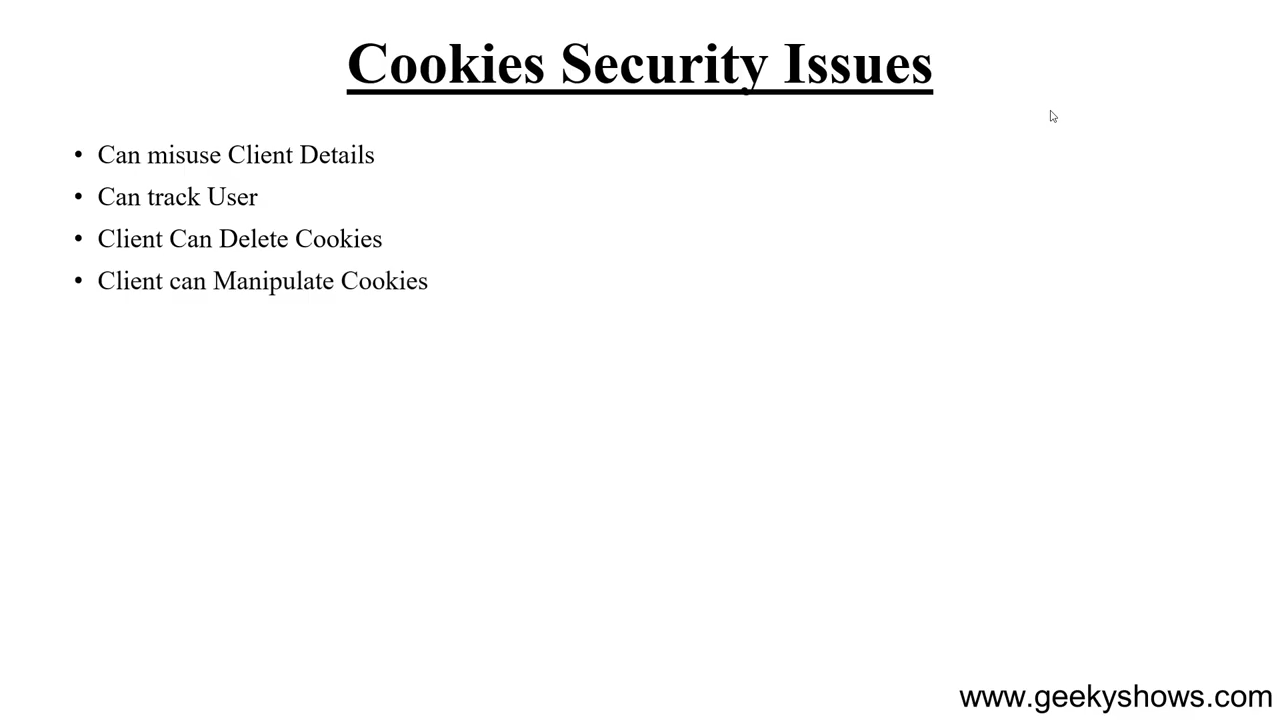 Cookies Security Issues
• Can misuse Client Details
• Can track User
• Client Can Delete Cookies
• Client can Manipulate Cookies
www.geekyshows.com